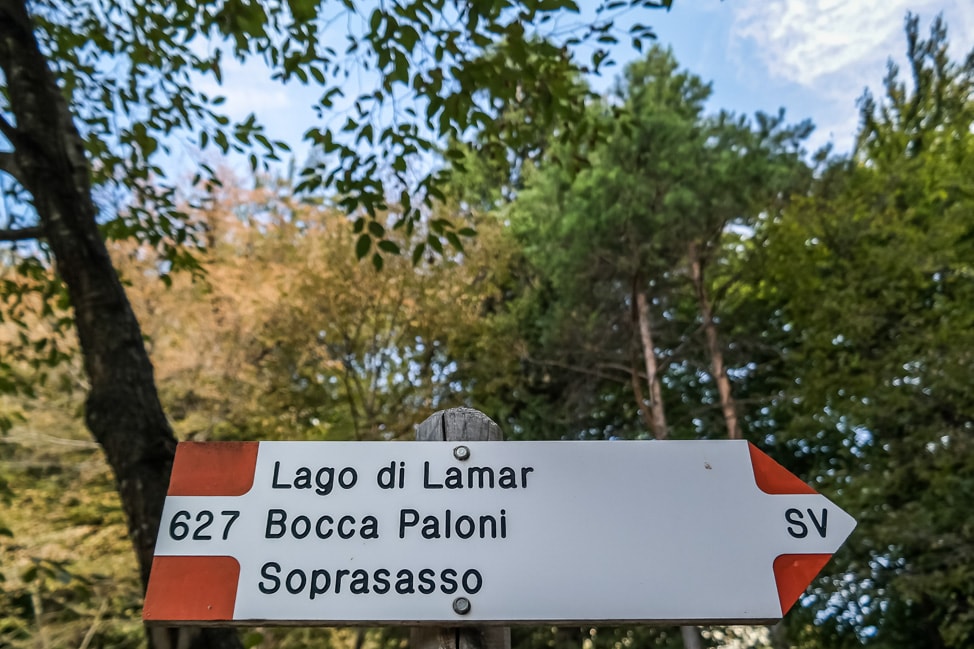 Lago di Lamar
627 Bocca Paloni SV
Soprasasso